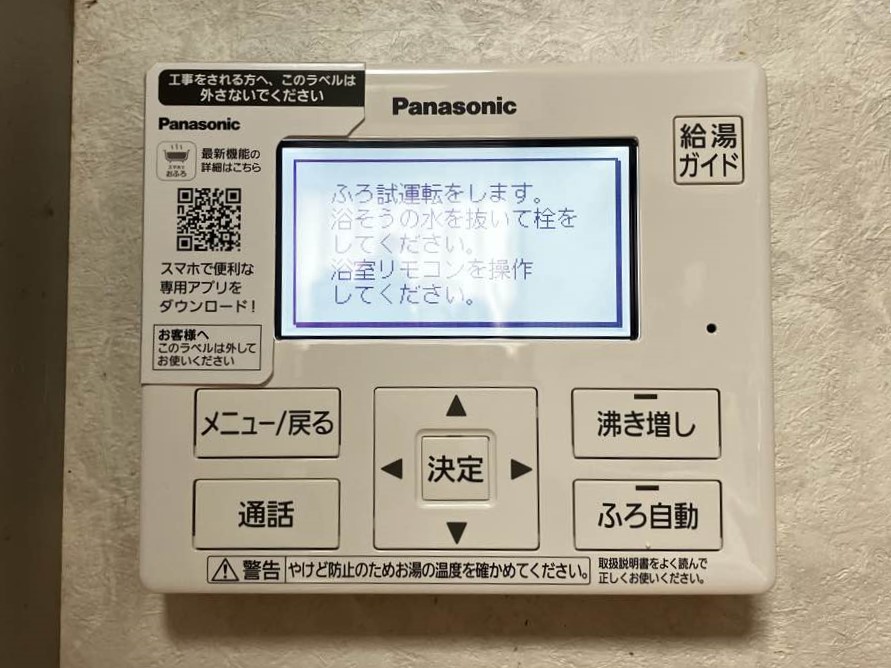 工事をされる方へ、このラベルは
外さないでください
Panasonic
最新機能の
詳細はこちら
スマホで
おふろ
スマホで便利な
専用アプリを
ダウンロード!
お客様へ
このラベルは外して
お使いください
Panasonic
給湯
ガイド
ふろ試運転をします。
浴そうの水を抜いて栓を
してください。
浴室リモコンを操作
してください。
メニュー/戻る
決定
沸き増し
通話
ふろ自動
警告 やけど防止のためお湯の温度を確かめてください。
取扱説明書をよく読んで
正しくお使いください。